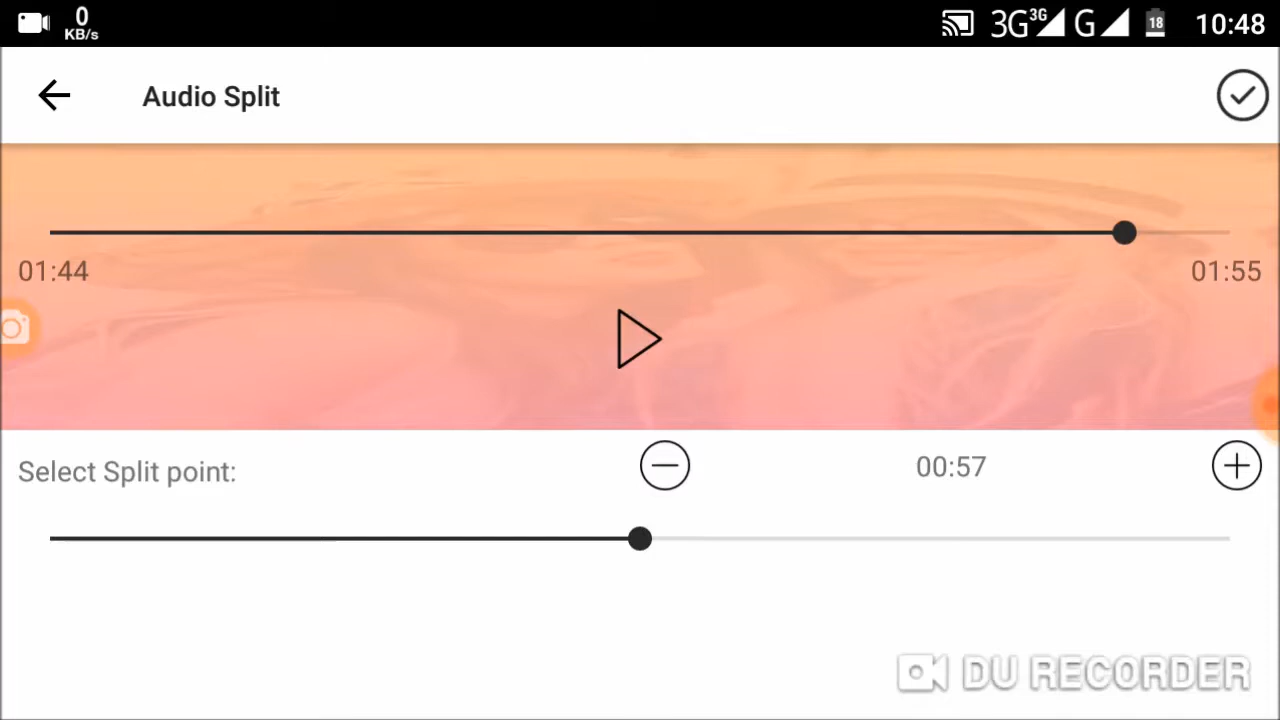 0
KB/s
3G 3G G 18 10:48
Audio Split
01:44
01:55
Select Split point:
00:57
DU RECORDER